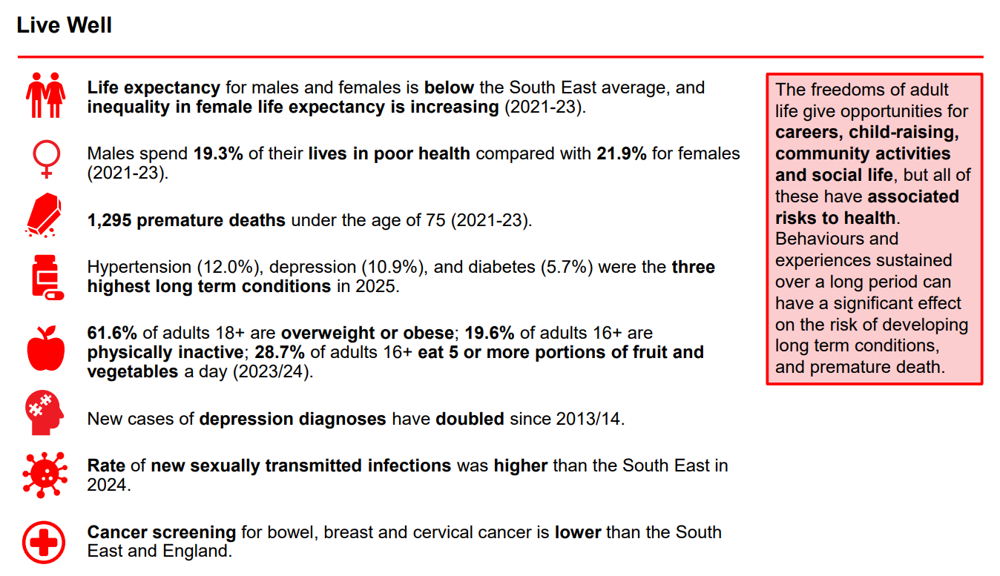 Live Well
Life expectancy for males and females is below the South East average, and
inequality in female life expectancy is increasing (2021-23).
Males spend 19.3% of their lives in poor health compared with 21.9% for females
(2021-23).
1,295 premature deaths under the age of 75 (2021-23).
Hypertension (12.0%), depression (10.9%), and diabetes (5.7%) were the three
highest long term conditions in 2025.
61.6% of adults 18+ are overweight or obese; 19.6% of adults 16+ are
physically inactive; 28.7% of adults 16+ eat 5 or more portions of fruit and
vegetables a day (2023/24).
New cases of depression diagnoses have doubled since 2013/14.
Rate of new sexually transmitted infections was higher than the South East in
2024.
Cancer screening for bowel, breast and cervical cancer is lower than the South
East and England.
The freedoms of adult
life give opportunities for
careers, child-raising,
community activities
and social life, but all of
these have associated
risks to health.
Behaviours and
experiences sustained
over a long period can
have a significant effect
on the risk of developing
long term conditions,
and premature death.